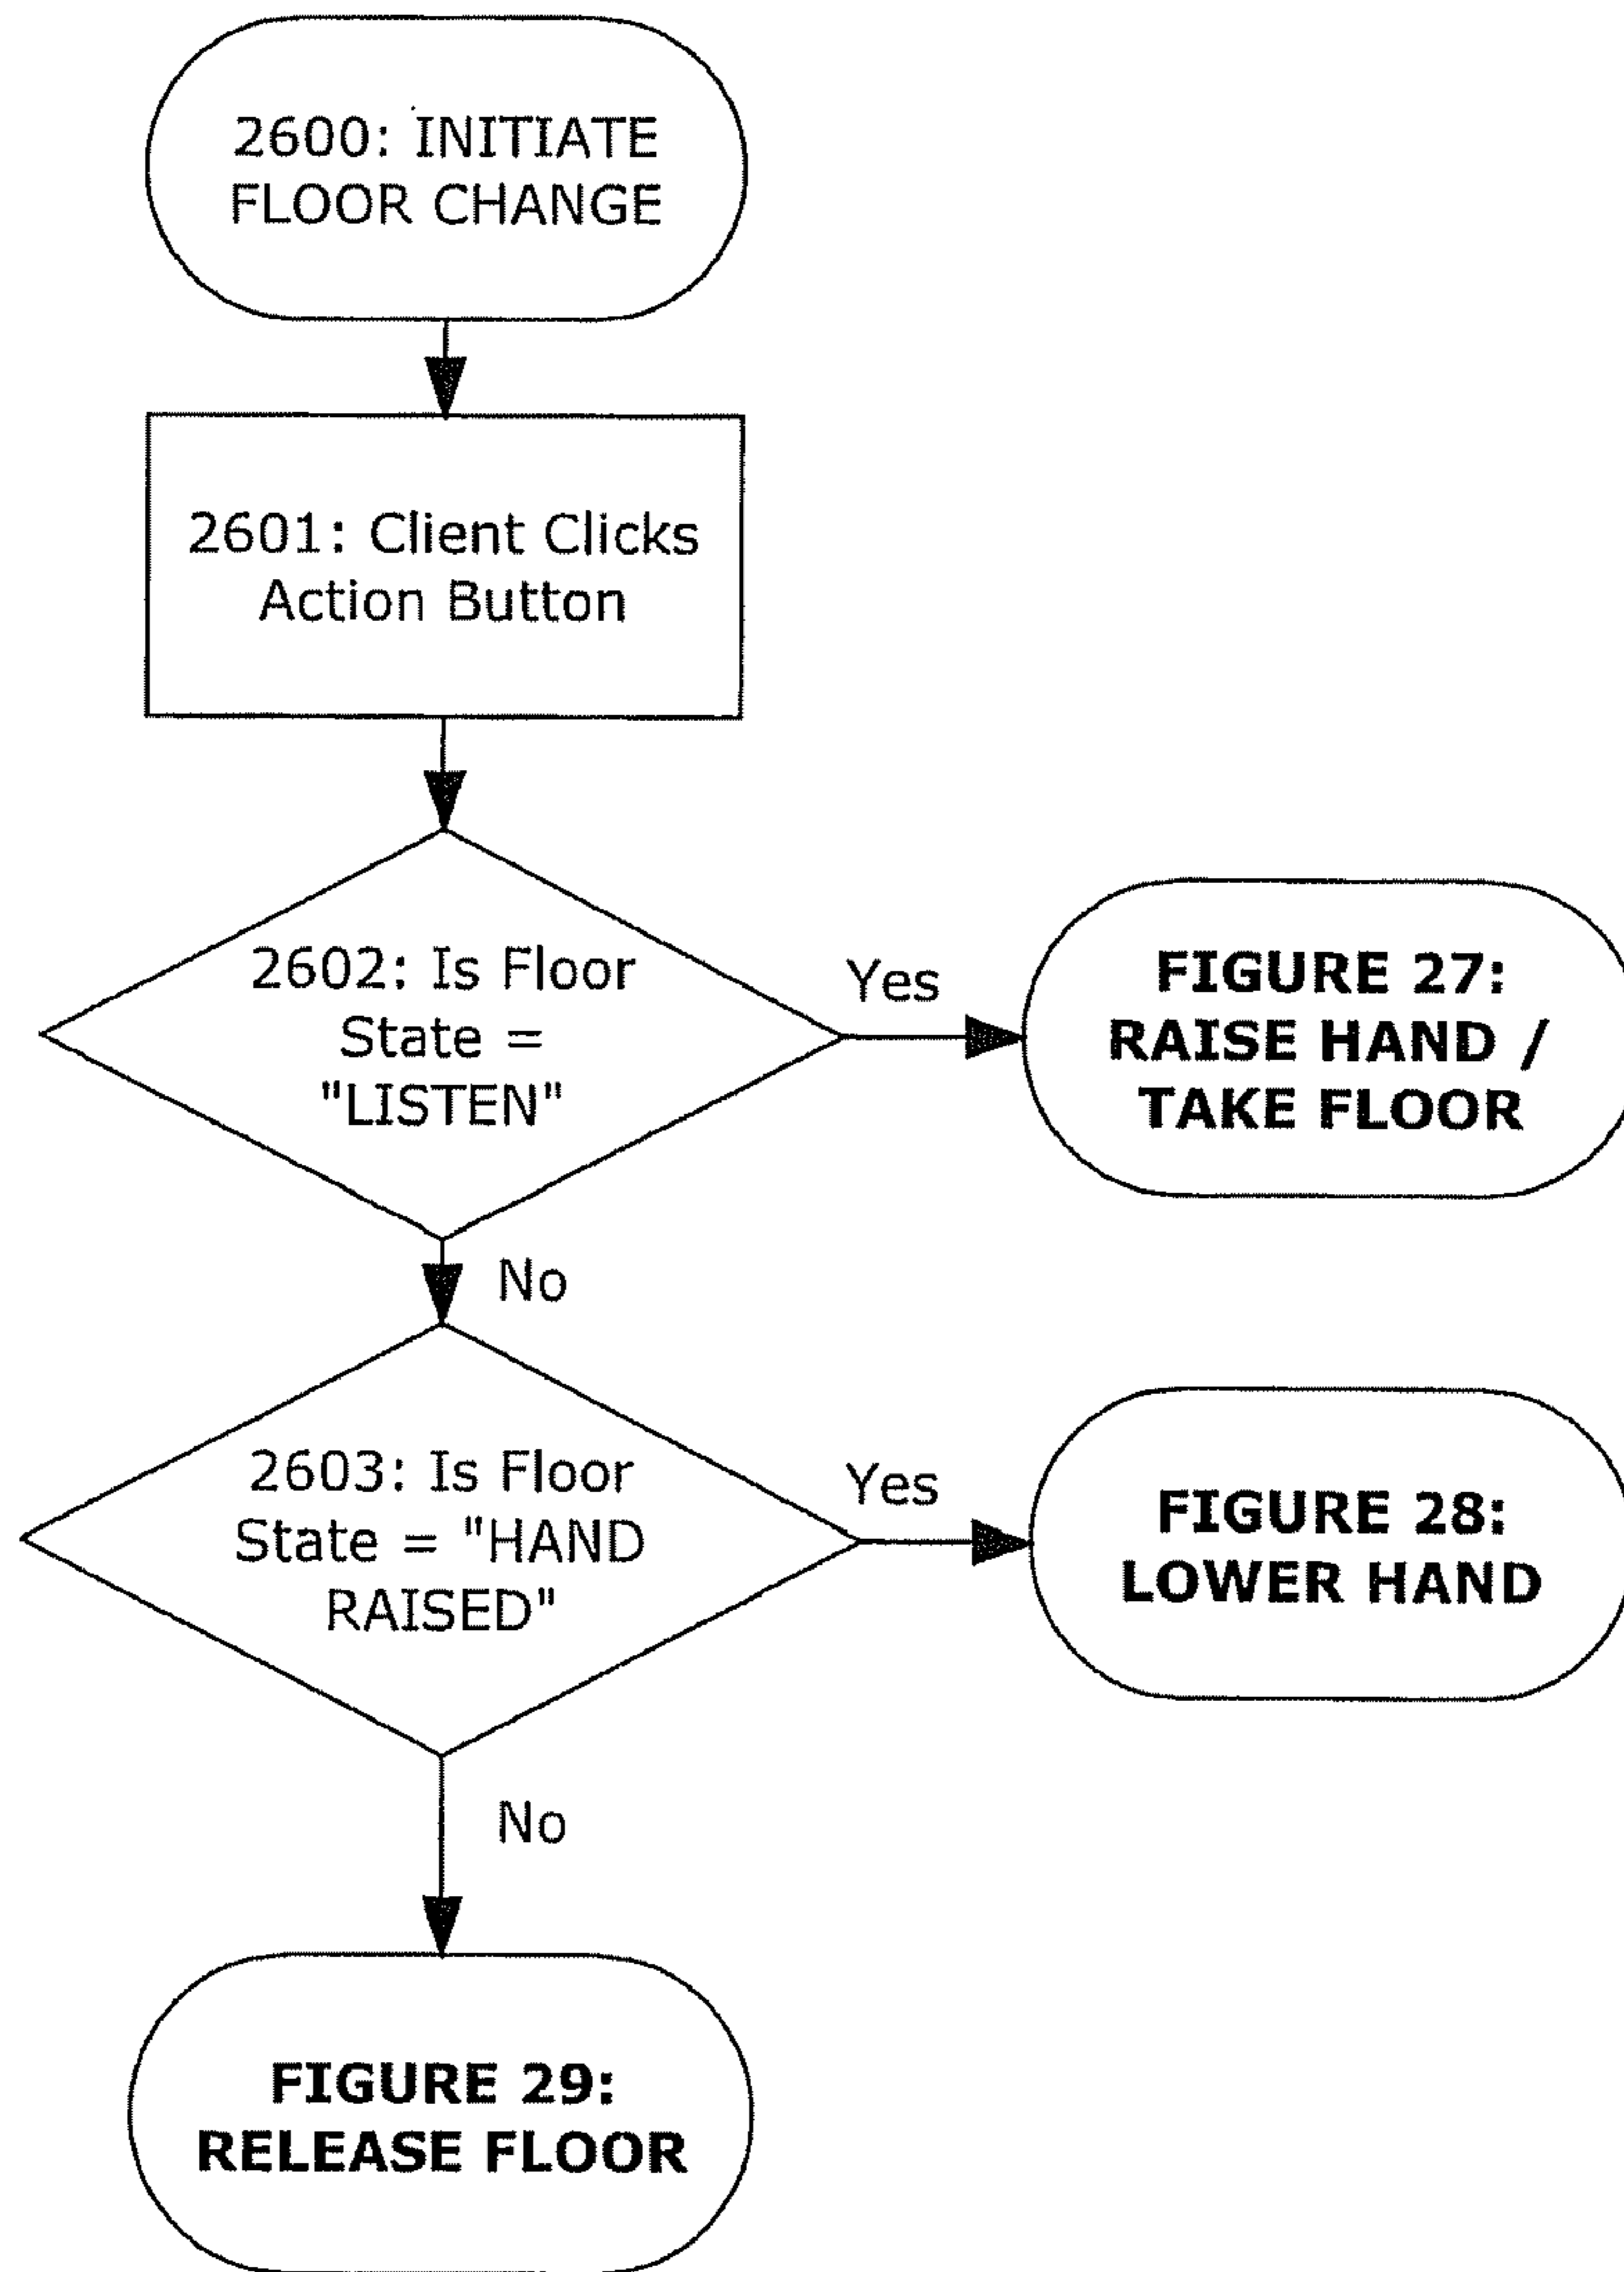 2600: INITIATE
FLOOR CHANGE
2601: Client Clicks
Action Button
2602: Is Floor
State =
"LISTEN"
Yes
FIGURE 27:
RAISE HAND /
TAKE FLOOR
No
2603: Is Floor
State = "HAND
RAISED"
Yes
FIGURE 28:
LOWER HAND
No
FIGURE 29:
RELEASE FLOOR